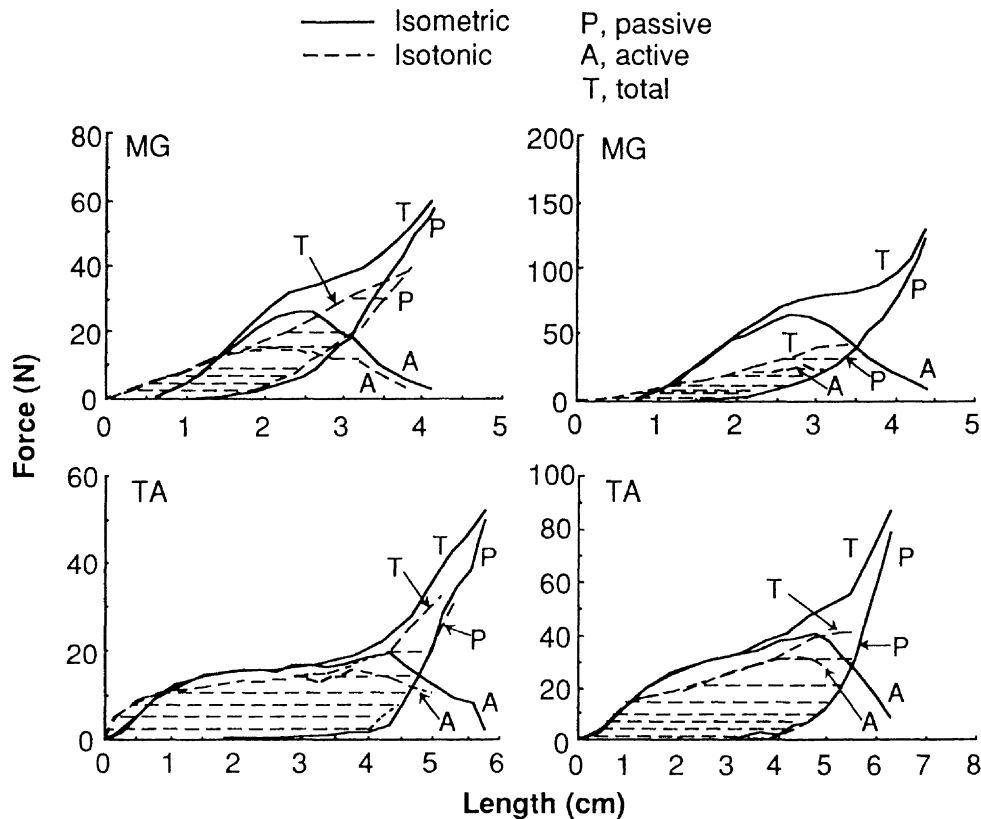 Isometric P, passive
Isotonic A, active
T, total
MG
80
60
40
20
0
0 1 2 3 4 5
T
T
P
P
A
A
MG
200
150
100
50
0
0 1 2 3 4 5
T
P
T
A
P
A
Force (N)
TA
60
40
20
0
0 1 2 3 4 5 6
T
T
P
P
A
A
TA
100
80
60
40
20
0
0 1 2 3 4 5 6 7 8
T
P
T
P
A
A
Length (cm)